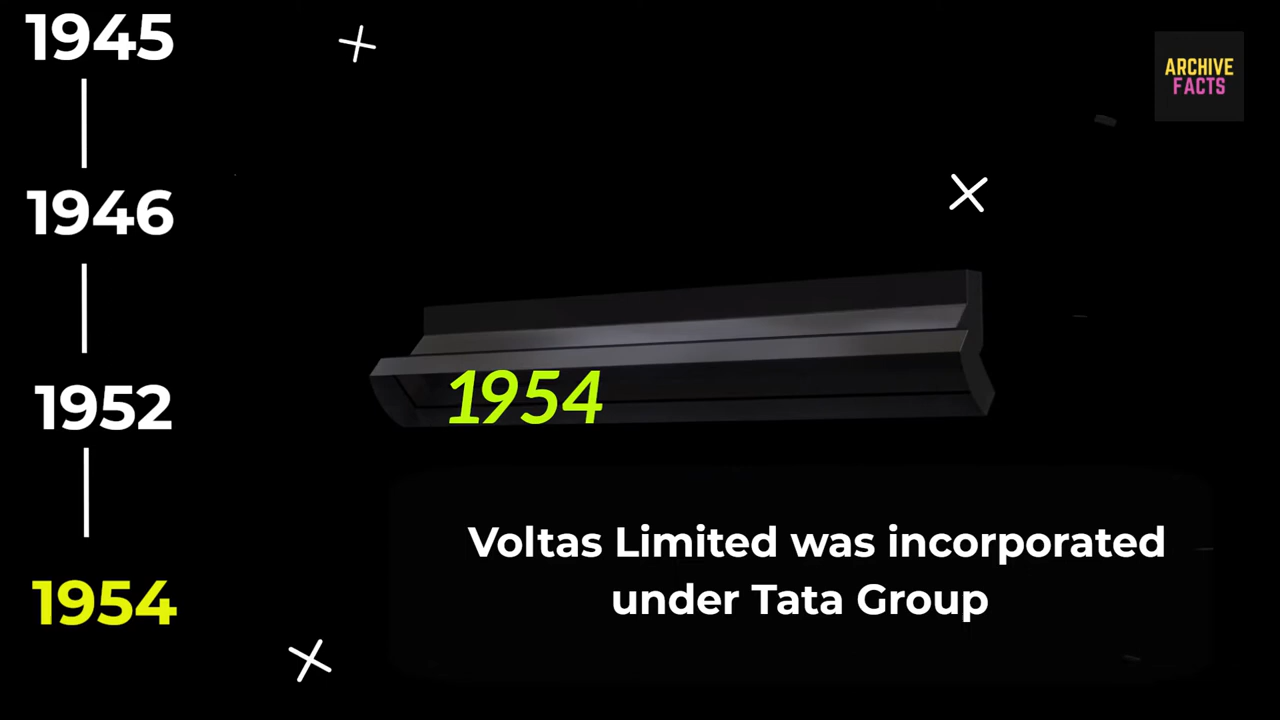 1945
1946
1952
1954
ARCHIVE
FACTS
1954
Voltas Limited was incorporated
under Tata Group